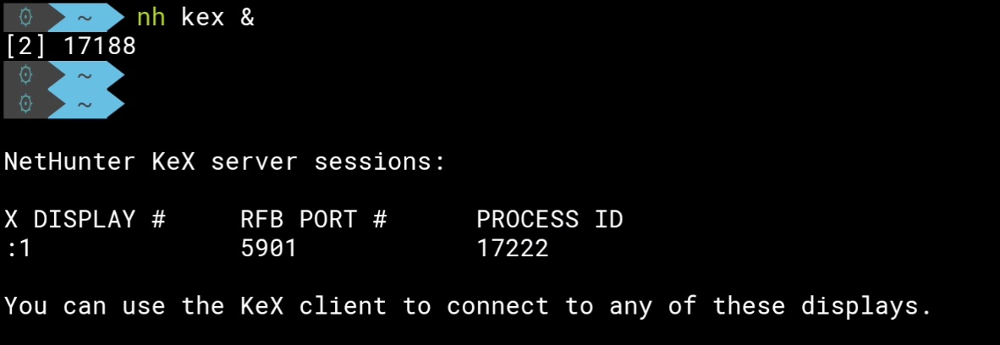 ~ nh kex &
[2] 17188
~
~
NetHunter KeX server sessions:
X DISPLAY # RFB PORT # PROCESS ID
:1 5901 17222
You can use the KeX client to connect to any of these displays.